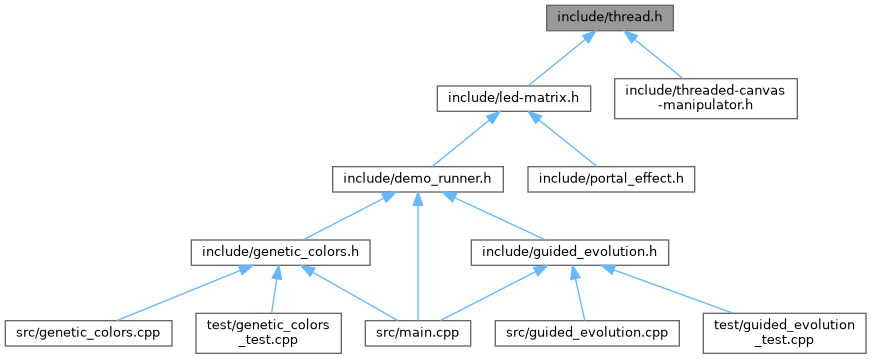 include/thread.h
include/led-matrix.h
include/threaded-canvas
-manipulator.h
include/demo_runner.h
include/portal_effect.h
include/genetic_colors.h
include/guided_evolution.h
src/genetic_colors.cpp
test/genetic_colors
_test.cpp
src/main.cpp
src/guided_evolution.cpp
test/guided_evolution
_test.cpp